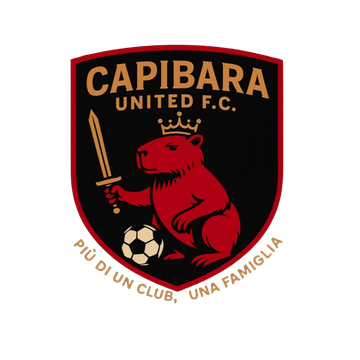 CAPIBARA
UNITED F.C.
PIÙ DI UN CLUB, UNA FAMIGLIA